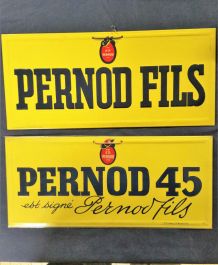 PERNOD FILS
PERNOD 45
est signé Pernod fils